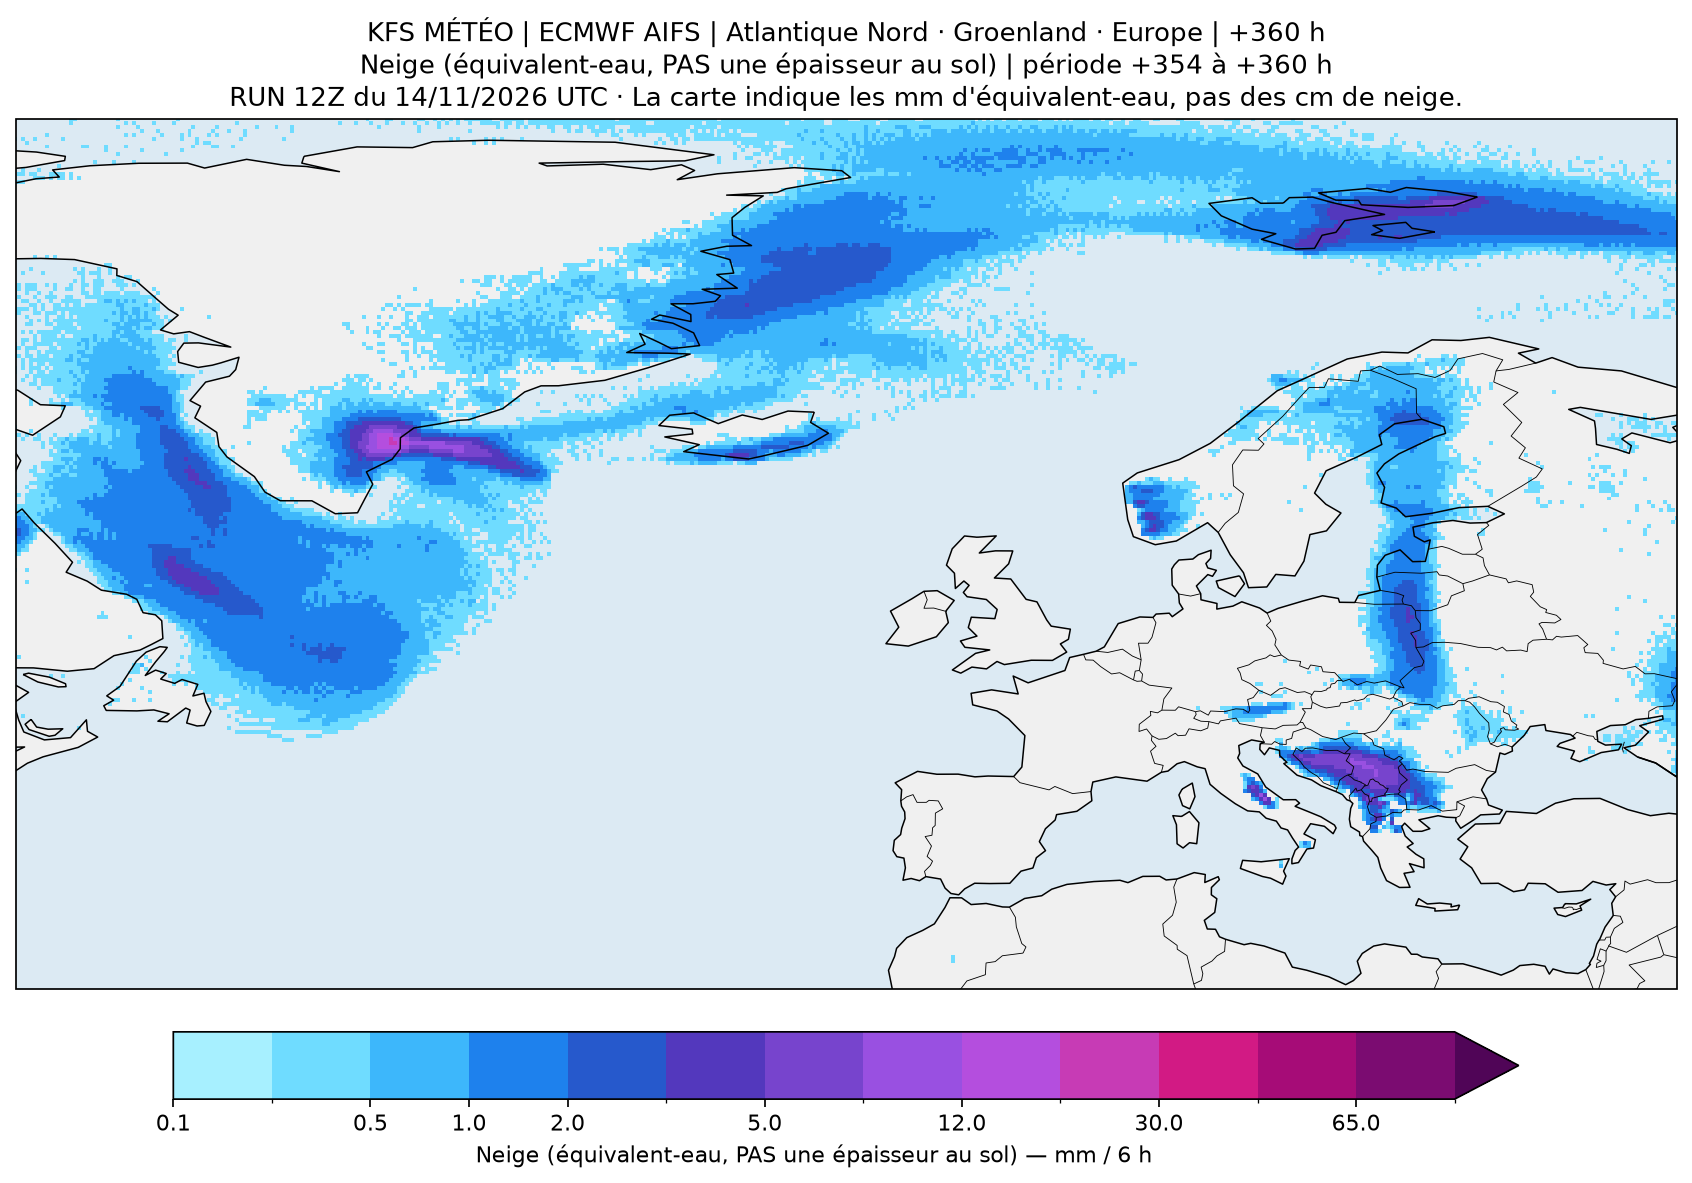 KFS MÉTÉO | ECMWF AIFS | Atlantique Nord · Groenland · Europe | +360 h
Neige (équivalent-eau, PAS une épaisseur au sol) | période +354 à +360 h
RUN 12Z du 14/11/2026 UTC · La carte indique les mm d'équivalent-eau, pas des cm de neige.
0.1 0.5 1.0 2.0 5.0 12.0 30.0 65.0
Neige (équivalent-eau, PAS une épaisseur au sol) — mm / 6 h